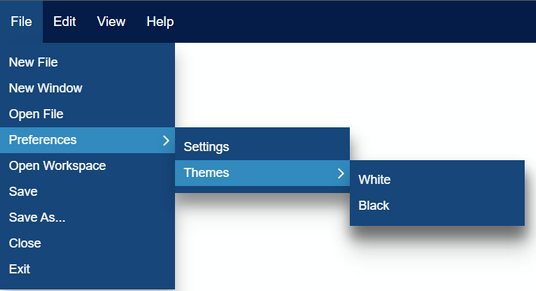 File Edit View Help
New File
New Window
Open File
Preferences
Settings
Themes
White
Black
Open Workspace
Save
Save As...
Close
Exit